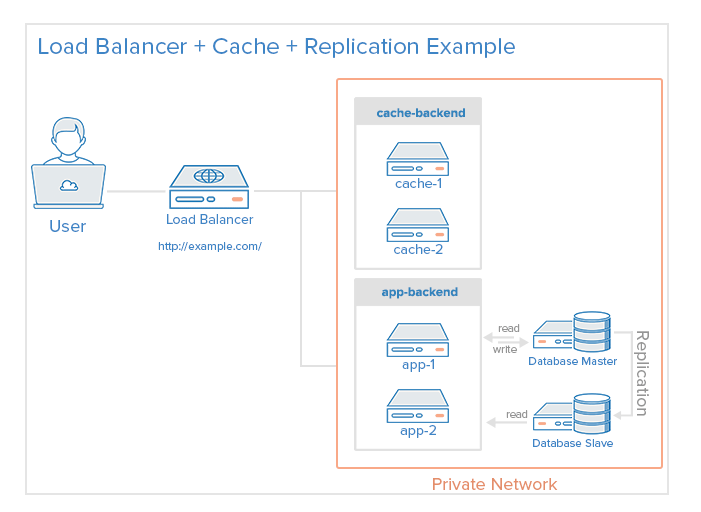 Load Balancer + Cache + Replication Example
User
Load Balancer
http://example.com/
cache-backend
cache-1
cache-2
app-backend
app-1
app-2
read
write
Database Master
read
Database Slave
Replication
Private Network